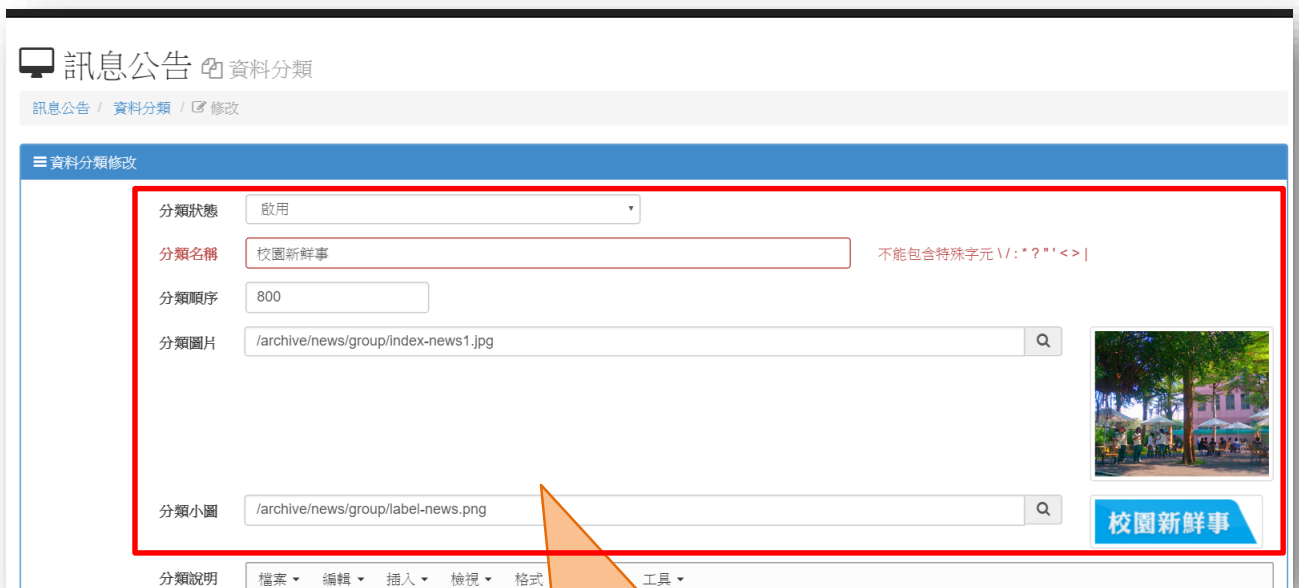 訊息公告 資料分類
訊息公告 / 資料分類 / 修改
資料分類修改
分類狀態 啟用
分類名稱 校園新鮮事 不能包含特殊字元 \ / : * ? " ' < > |
分類順序 800
分類圖片 /archive/news/group/index-news1.jpg
分類小圖 /archive/news/group/label-news.png 校園新鮮事
分類說明 檔案 編輯 插入 檢視 格式 工具